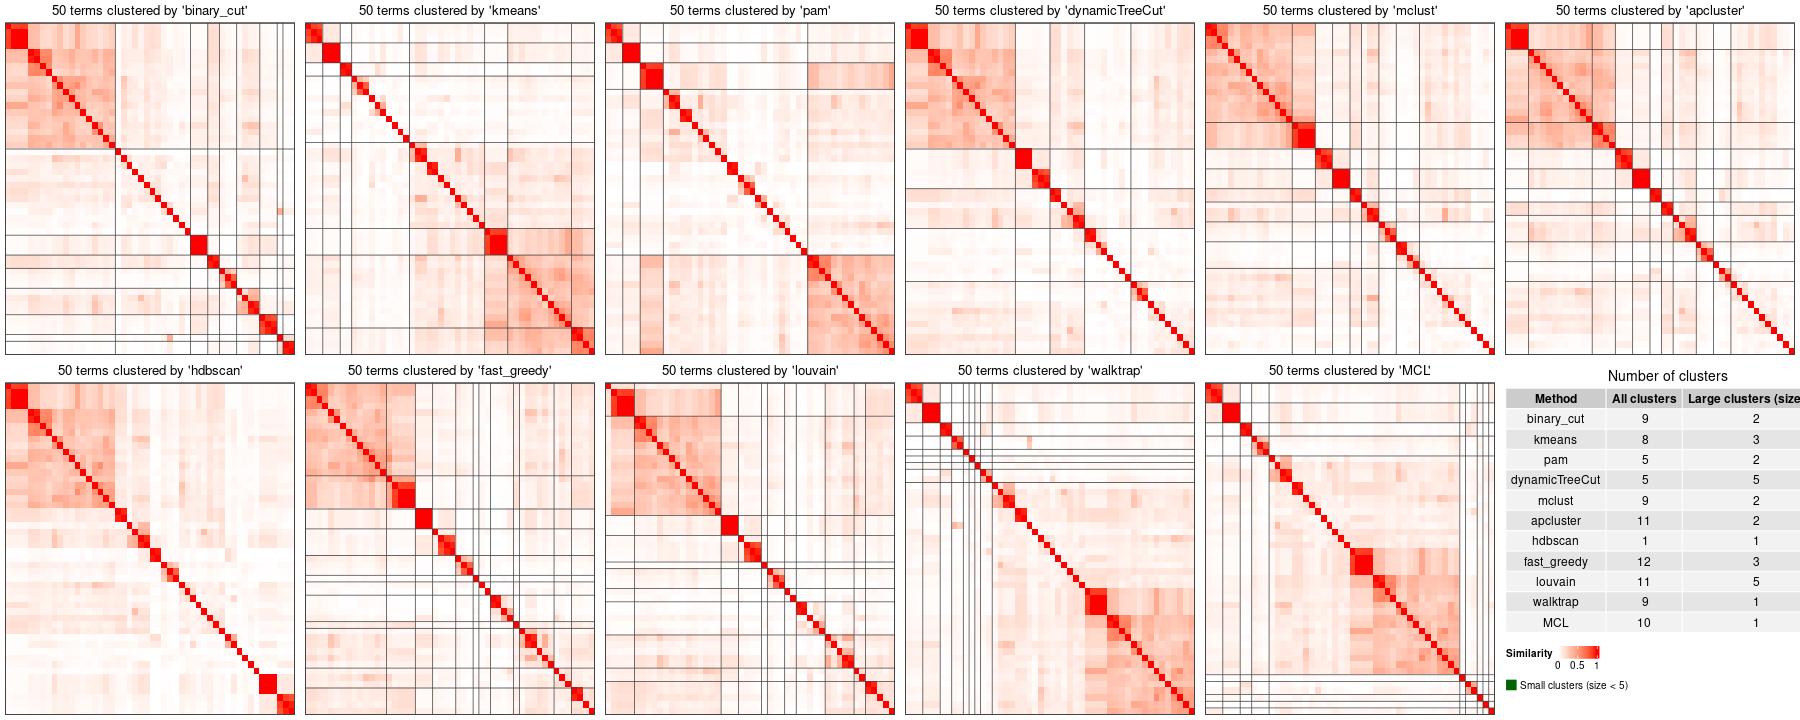 50 terms clustered by 'binary_cut'
50 terms clustered by 'kmeans'
50 terms clustered by 'pam'
50 terms clustered by 'dynamicTreeCut'
50 terms clustered by 'mclust'
50 terms clustered by 'apcluster'
50 terms clustered by 'hdbscan'
50 terms clustered by 'fast_greedy'
50 terms clustered by 'louvain'
50 terms clustered by 'walktrap'
50 terms clustered by 'MCL'
Number of clusters
Method All clusters Large clusters (size
binary_cut 9 2
kmeans 8 3
pam 5 2
dynamicTreeCut 5 5
mclust 9 2
apcluster 11 2
hdbscan 1 1
fast_greedy 12 3
louvain 11 5
walktrap 9 1
MCL 10 1
Similarity
0 0.5 1
Small clusters (size < 5)